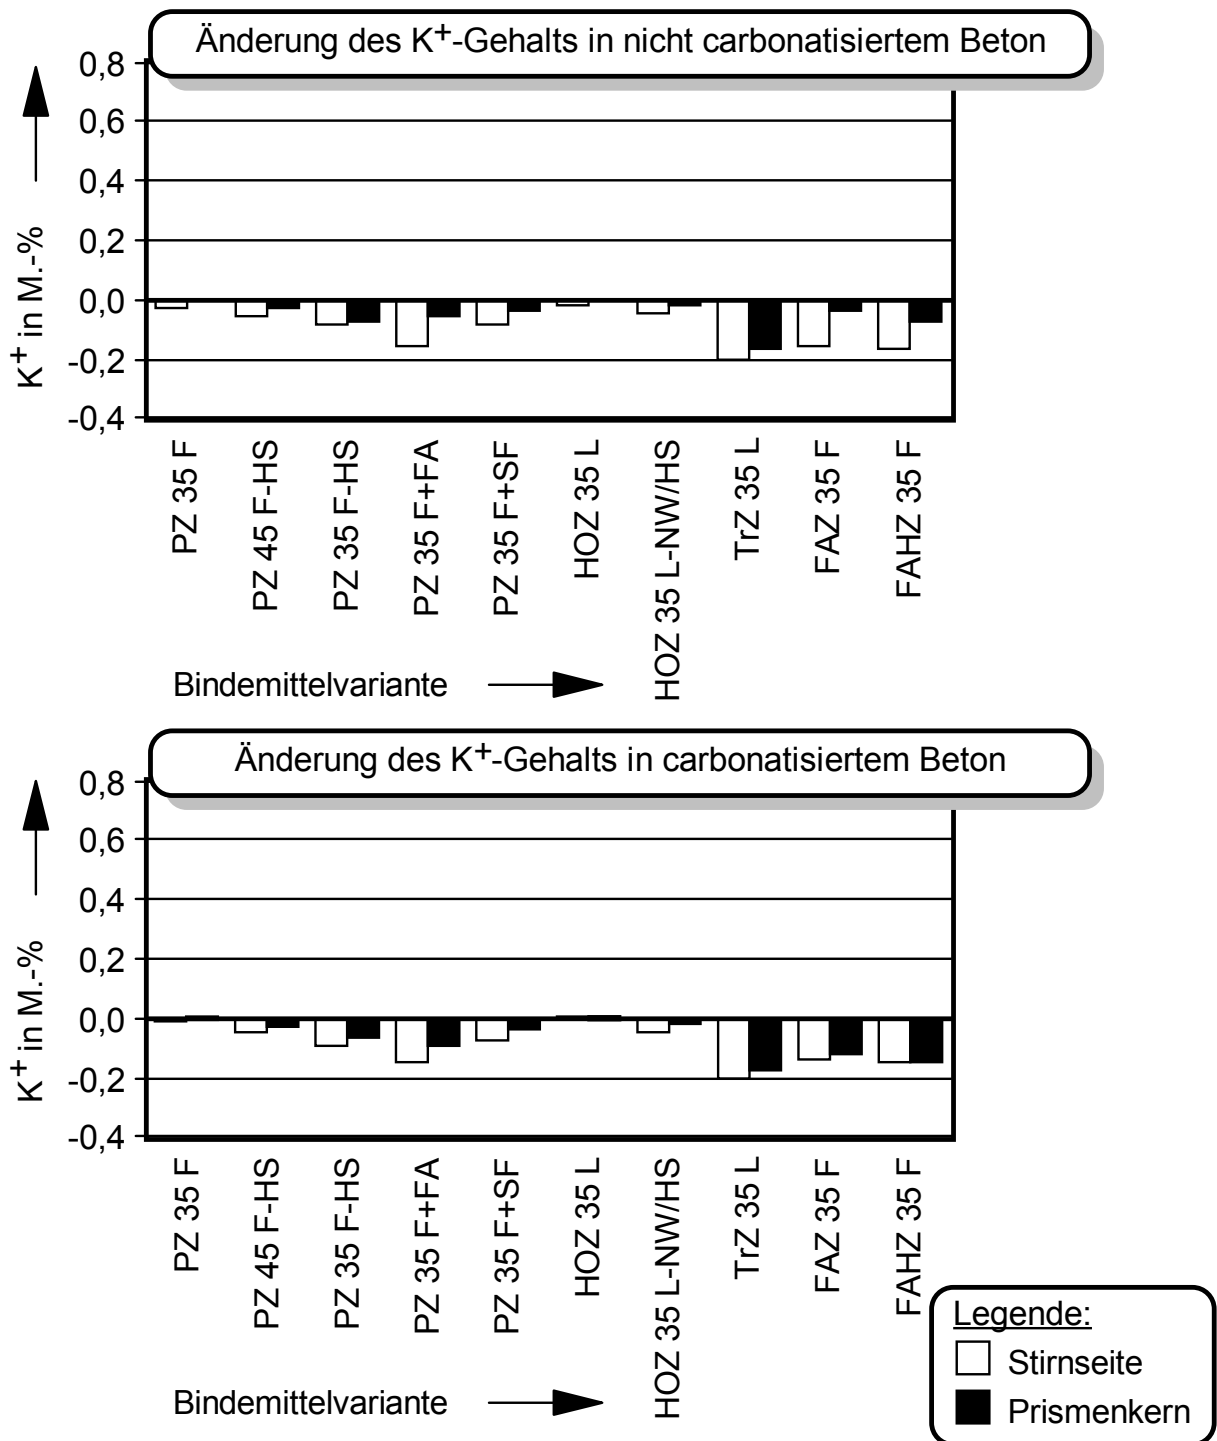 Änderung des K+-Gehalts in nicht carbonatisiertem Beton
0,8
0,6
0,4
0,2
0,0
-0,2
-0,4
K+ in M.-%
PZ 35 F
PZ 45 F-HS
PZ 35 F-HS
PZ 35 F+FA
PZ 35 F+SF
HOZ 35 L
HOZ 35 L-NW/HS
TrZ 35 L
FAZ 35 F
FAHZ 35 F
Bindemittelvariante
Änderung des K+-Gehalts in carbonatisiertem Beton
0,8
0,6
0,4
0,2
0,0
-0,2
-0,4
K+ in M.-%
PZ 35 F
PZ 45 F-HS
PZ 35 F-HS
PZ 35 F+FA
PZ 35 F+SF
HOZ 35 L
HOZ 35 L-NW/HS
TrZ 35 L
FAZ 35 F
FAHZ 35 F
Bindemittelvariante
Legende:
Stirnseite
Prismenkern